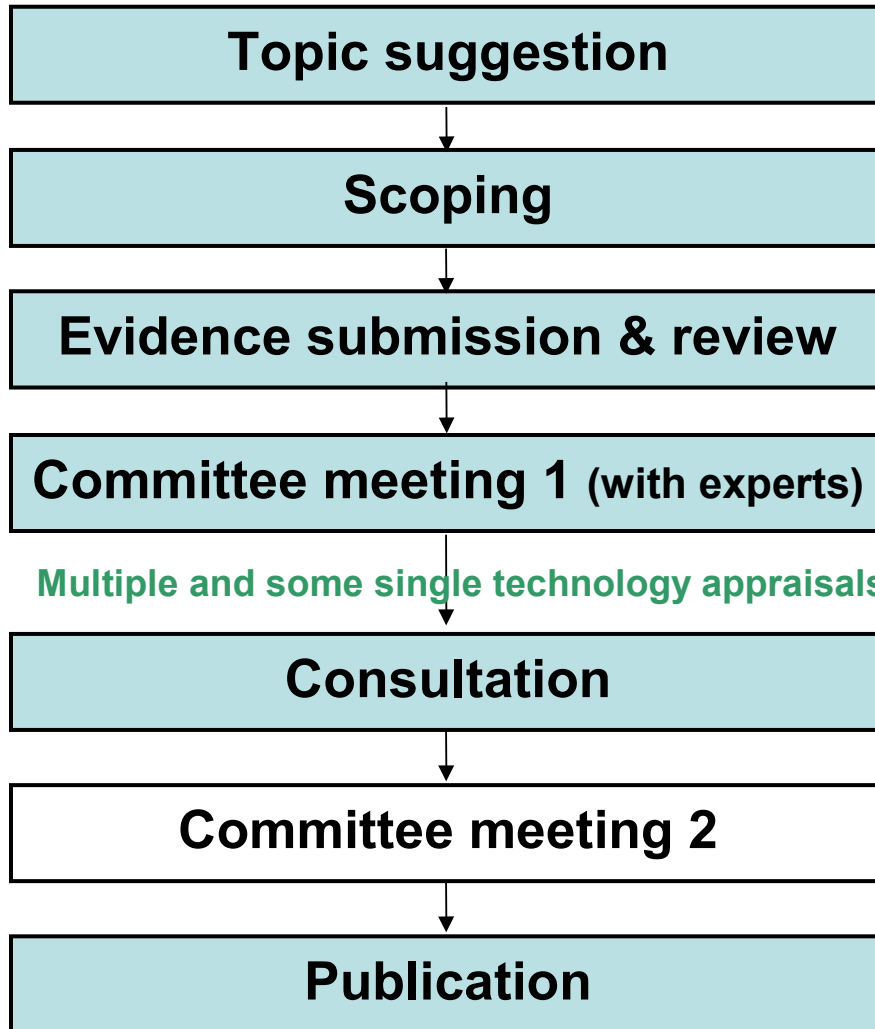 Topic suggestion
Scoping
Evidence submission & review
Committee meeting 1 (with experts)
Multiple and some single technology appraisals
Consultation
Committee meeting 2
Publication